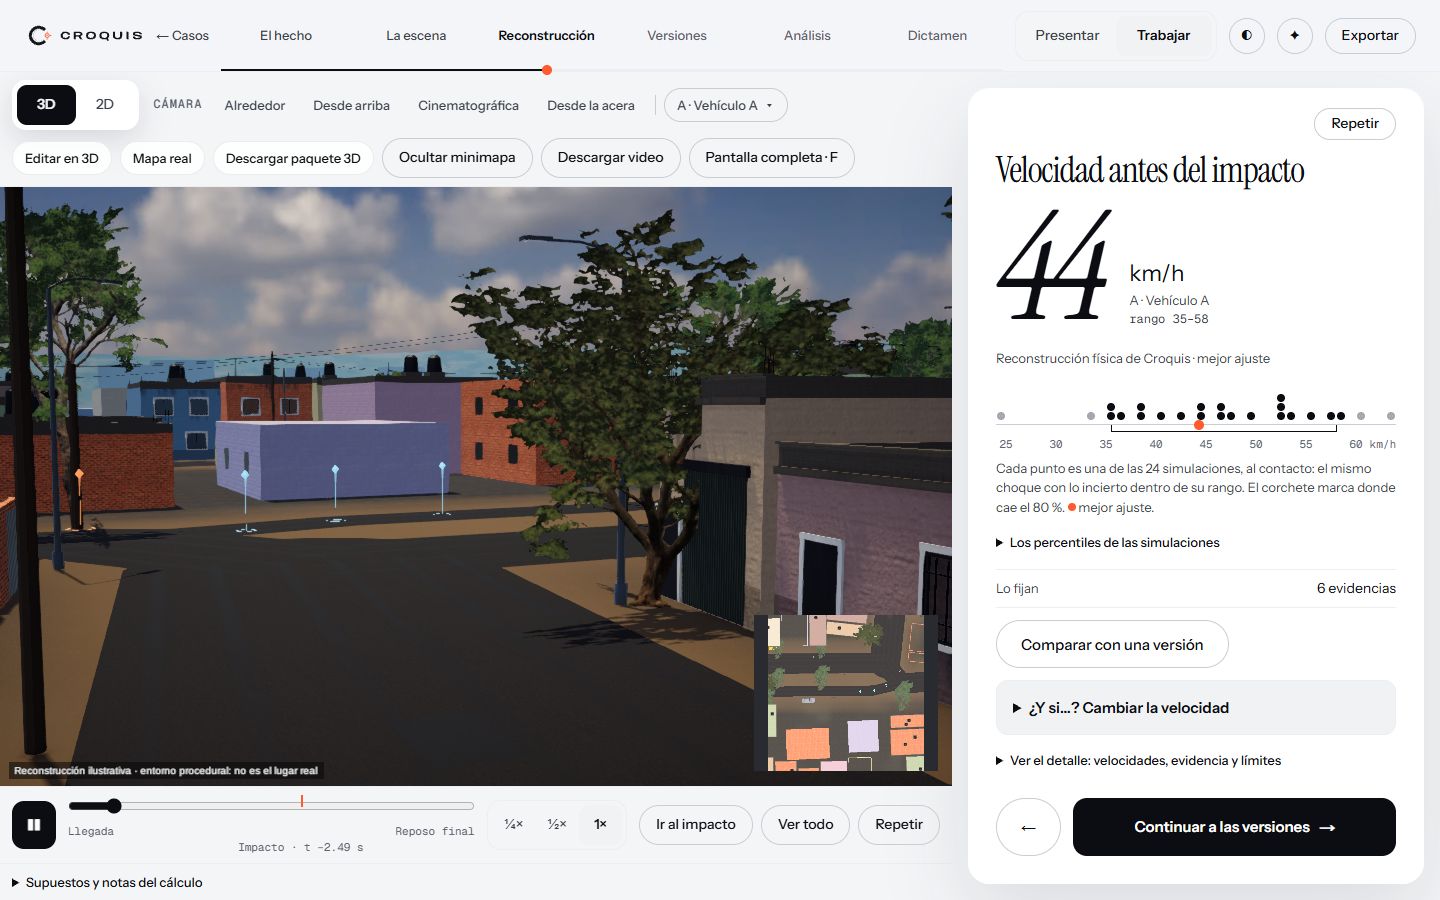 CROQUIS
← Casos
El hecho
La escena
Reconstrucción
Versiones
Análisis
Dictamen
Presentar
Trabajar
Exportar
3D
2D
CÁMARA
Alrededor
Desde arriba
Cinematográfica
Desde la acera
A · Vehículo A
Editar en 3D
Mapa real
Descargar paquete 3D
Ocultar minimapa
Descargar video
Pantalla completa · F
Reconstrucción ilustrativa - entorno procedural: no es el lugar real
Llegada
Reposo final
Impacto · t −2.49 s
¼×
½×
1×
Ir al impacto
Ver todo
Repetir
Supuestos y notas del cálculo
Repetir
Velocidad antes del impacto
44 km/h
A · Vehículo A
rango 35–58
Reconstrucción física de Croquis · mejor ajuste
25 30 35 40 45 50 55 60 km/h
Cada punto es una de las 24 simulaciones, al contacto: el mismo
choque con lo incierto dentro de su rango. El corchete marca donde
cae el 80 %. mejor ajuste.
Los percentiles de las simulaciones
Lo fijan
6 evidencias
Comparar con una versión
¿Y si...? Cambiar la velocidad
Ver el detalle: velocidades, evidencia y límites
←
Continuar a las versiones →